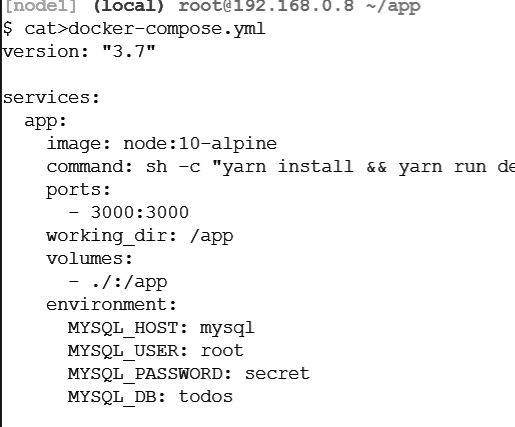 [node1] (local) root@192.168.0.8 ~/app
$ cat>docker-compose.yml
version: "3.7"
services:
  app:
    image: node:10-alpine
    command: sh -c "yarn install && yarn run de
    ports:
      - 3000:3000
    working_dir: /app
    volumes:
      - ./:/app
    environment:
      MYSQL_HOST: mysql
      MYSQL_USER: root
      MYSQL_PASSWORD: secret
      MYSQL_DB: todos